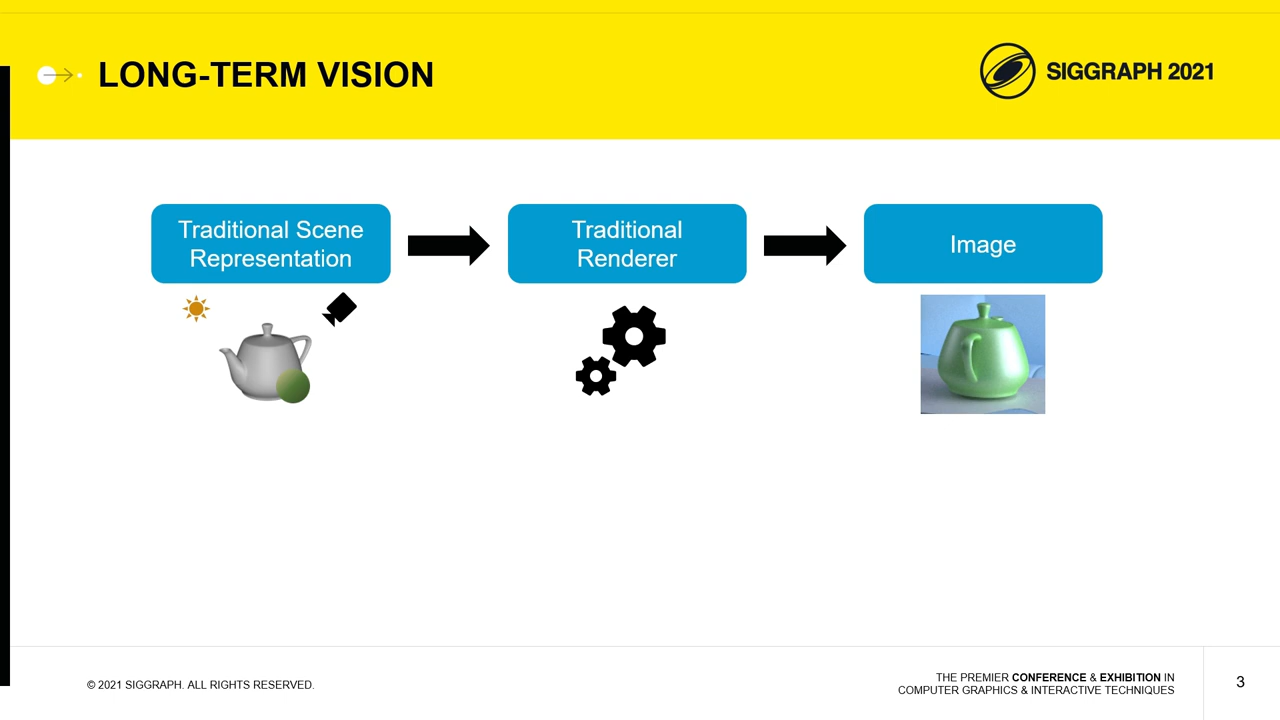 LONG-TERM VISION
SIGGRAPH 2021
Traditional Scene
Representation
Traditional
Renderer
Image
© 2021 SIGGRAPH. ALL RIGHTS RESERVED.
THE PREMIER CONFERENCE & EXHIBITION IN
COMPUTER GRAPHICS & INTERACTIVE TECHNIQUES
3